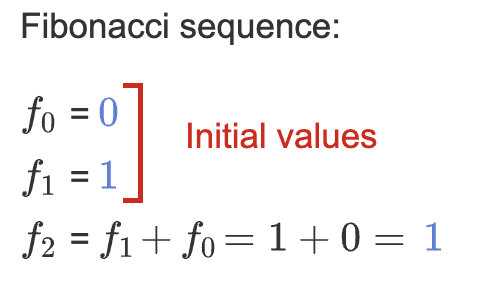 Fibonacci sequence:
f₀ = 0
Initial values
f₁ = 1
f₂ = f₁ + f₀ = 1 + 0 = 1